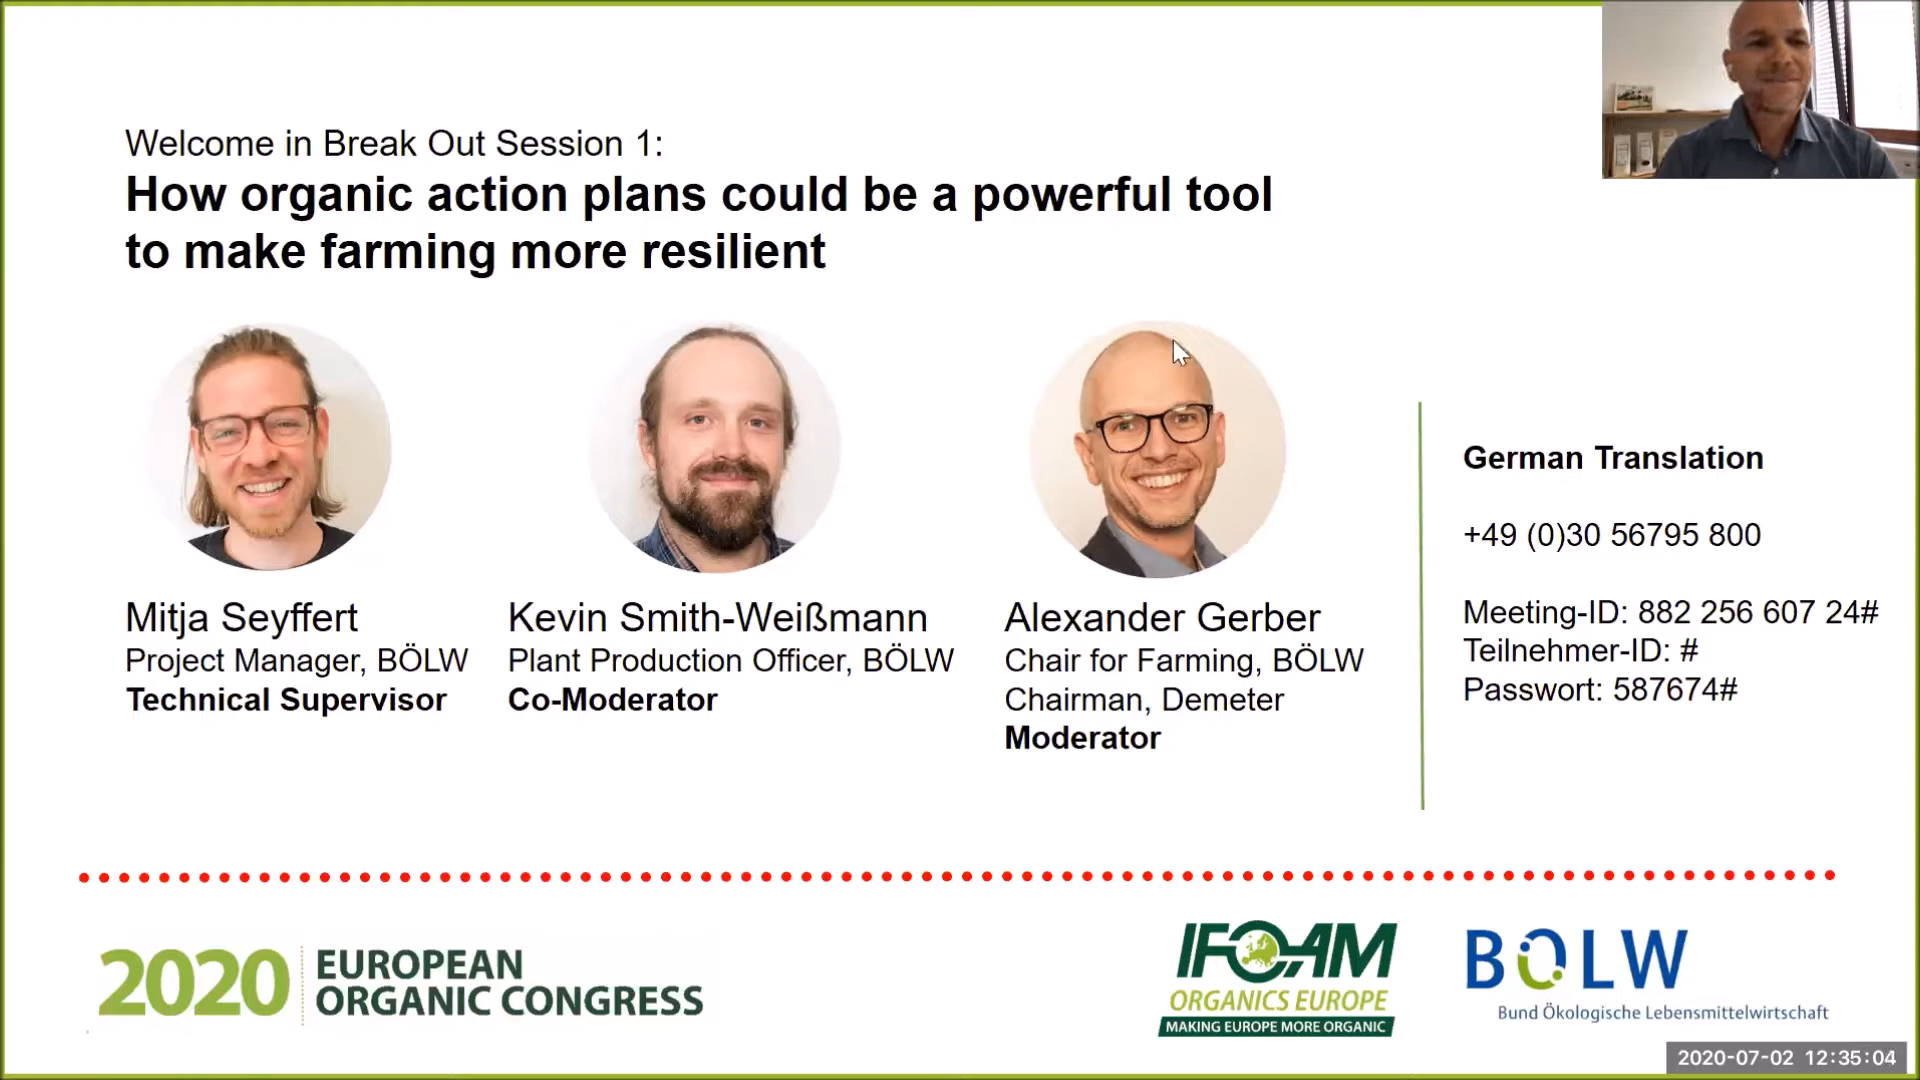 Welcome in Break Out Session 1:
How organic action plans could be a powerful tool
to make farming more resilient
Mitja Seyffert
Project Manager, BÖLW
Technical Supervisor
Kevin Smith-Weißmann
Plant Production Officer, BÖLW
Co-Moderator
Alexander Gerber
Chair for Farming, BÖLW
Chairman, Demeter
Moderator
German Translation
+49 (0)30 56795 800
Meeting-ID: 882 256 607 24#
Teilnehmer-ID: #
Passwort: 587674#
2020 EUROPEAN
ORGANIC CONGRESS
IFOAM
ORGANICS EUROPE
MAKING EUROPE MORE ORGANIC
BÖLW
Bund Ökologische Lebensmittelwirtschaft
2020-07-02 12:35:04